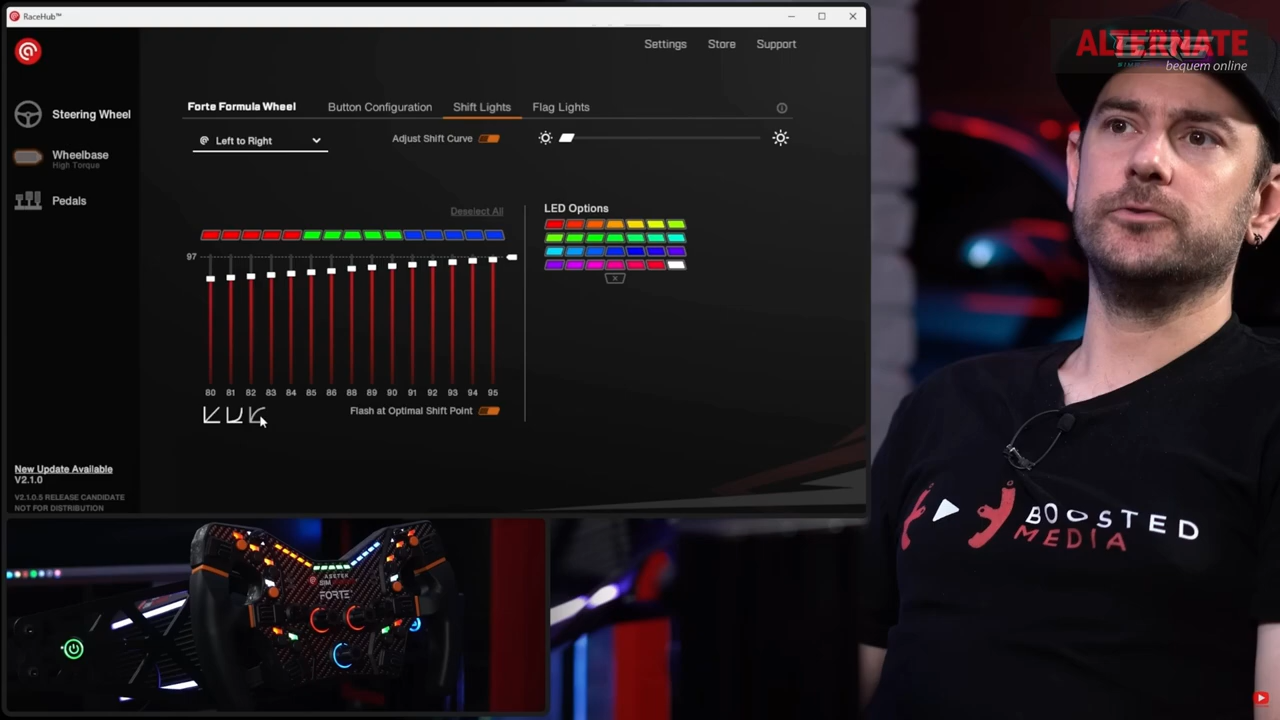 RaceHub™
Settings
Store
Support
ALTERNATE
bequem online
Steering Wheel
Wheelbase
High Torque
Pedals
Forte Formula Wheel
Button Configuration
Shift Lights
Flag Lights
Left to Right
Adjust Shift Curve
Deselect All
LED Options
97
80 81 82 83 84 85 86 88 89 90 91 92 93 94 95
Flash at Optimal Shift Point
New Update Available
V2.1.0
V2.1.0.5 RELEASE CANDIDATE
NOT FOR DISTRIBUTION
ASETEK
SIM
FORTE
BOOSTED
MEDIA